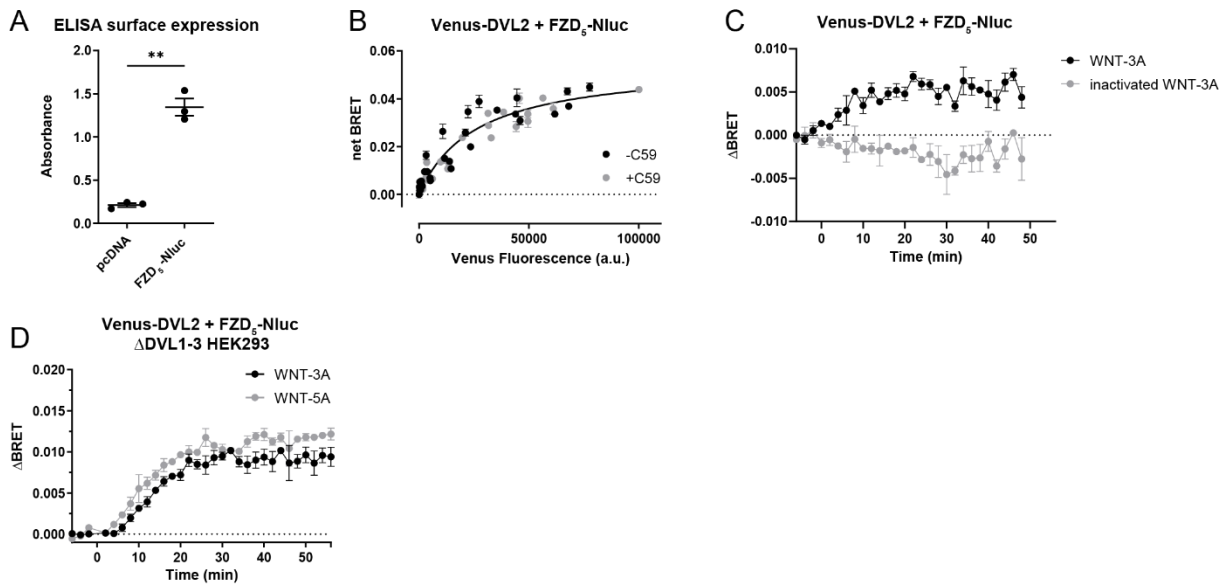 A
ELISA surface expression
**
Absorbance
2.0
1.5
1.0
0.5
0.0
pcDNA
FZD₅-Nluc
B
Venus-DVL2 + FZD₅-Nluc
net BRET
0.06
0.04
0.02
0.00
-C59
+C59
0
50000
100000
Venus Fluorescence (a.u.)
C
Venus-DVL2 + FZD₅-Nluc
ΔBRET
0.010
0.005
0.000
-0.005
-0.010
WNT-3A
inactivated WNT-3A
0 10 20 30 40 50
Time (min)
D
Venus-DVL2 + FZD₅-Nluc
ΔDVL1-3 HEK293
ΔBRET
0.020
0.015
0.010
0.005
0.000
WNT-3A
WNT-5A
0 10 20 30 40 50
Time (min)